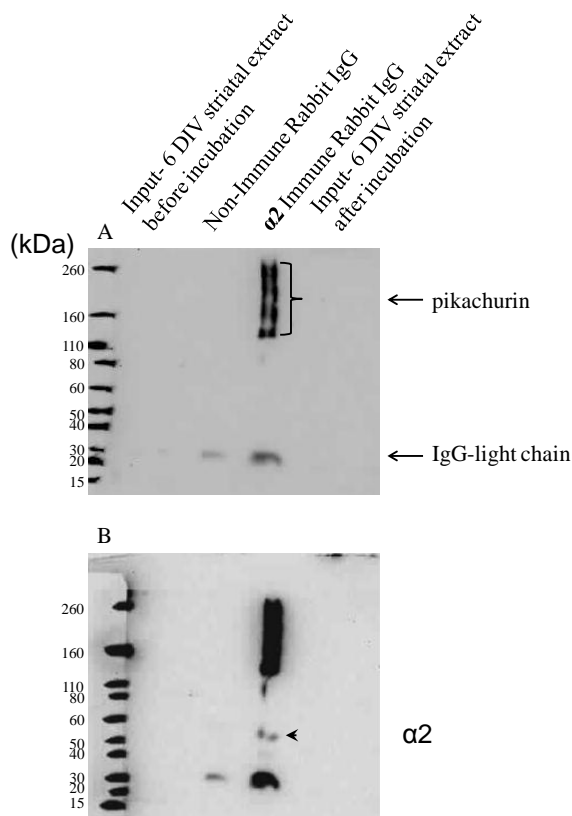 Input- 6 DIV striatal extract
before incubation
Non-Immune Rabbit IgG
α2 Immune Rabbit IgG
Input- 6 DIV striatal extract
after incubation
(kDa)
A
260
160
110
80
60
50
40
30
20
15
pikachurin
IgG-light chain
B
260
160
110
80
60
50
40
30
20
15
α2